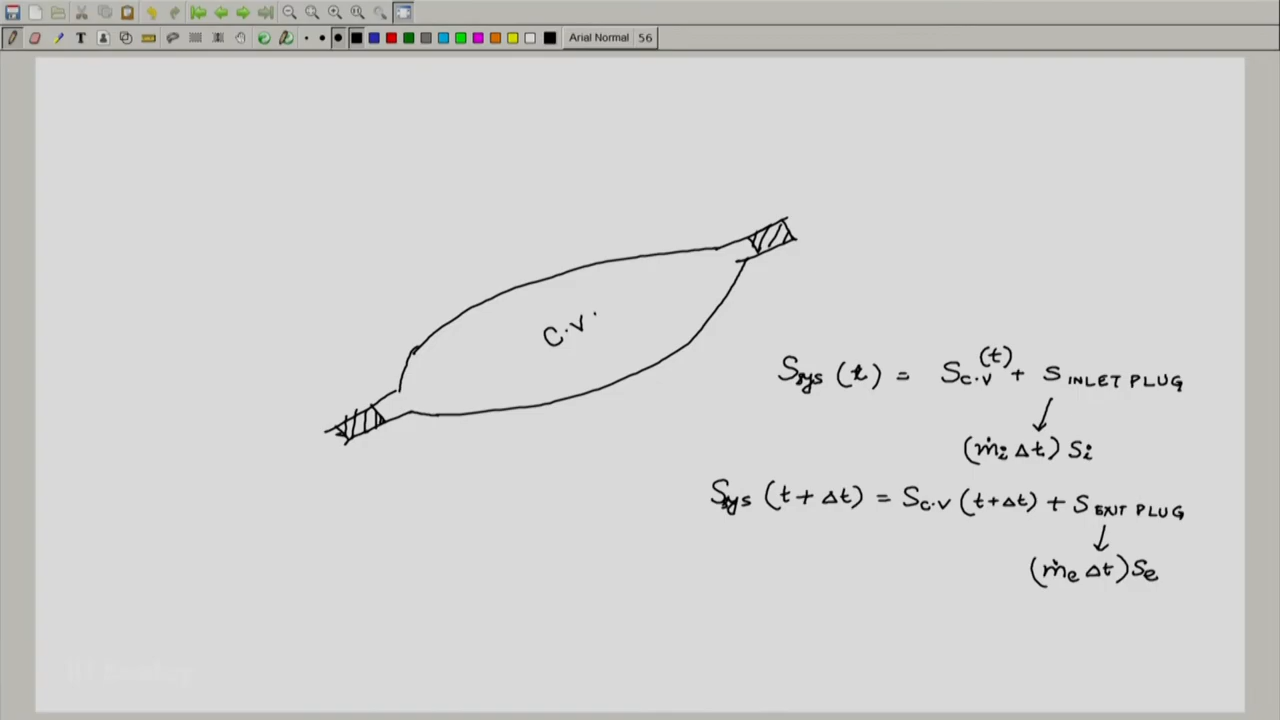 Arial Normal 56
C.V.
Ssys (t) = Sc.v (t) + S INLET PLUG
(ṁi Δt) si
Ssys (t + Δt) = Sc.v (t+Δt) + S EXIT PLUG
(ṁe Δt) se